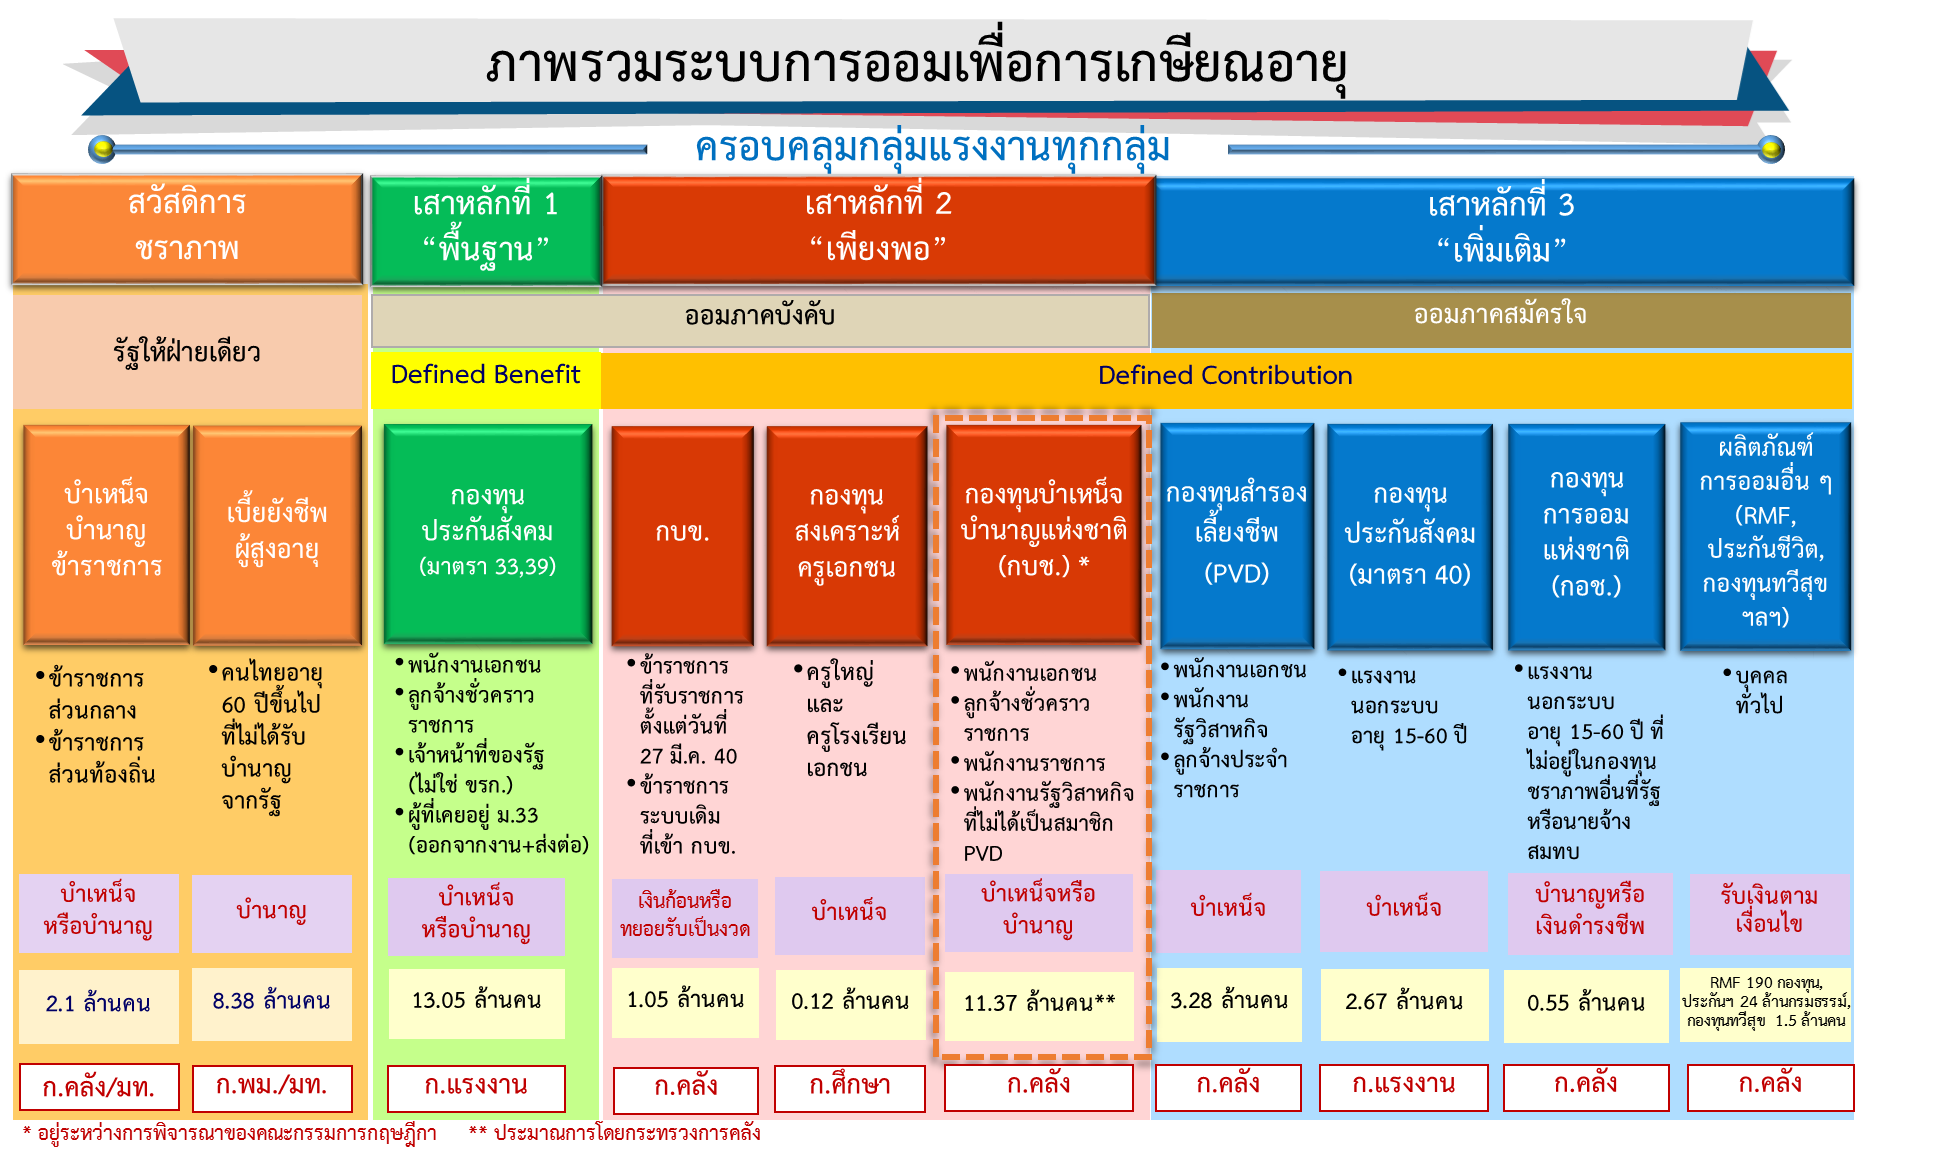 ภาพรวมระบบการออมเพื่อการเกษียณอายุ
ครอบคลุมกลุ่มแรงงานทุกกลุ่ม
สวัสดิการ
ชราภาพ
เสาหลักที่ 1
“พื้นฐาน”
เสาหลักที่ 2
“เพียงพอ”
เสาหลักที่ 3
“เพิ่มเติม”
รัฐให้ฝ่ายเดียว
ออมภาคบังคับ
ออมภาคสมัครใจ
Defined Benefit
Defined Contribution
บำเหน็จ
บำนาญ
ข้าราชการ
เบี้ยยังชีพ
ผู้สูงอายุ
กองทุน
ประกันสังคม
(มาตรา 33,39)
กบข.
กองทุน
สงเคราะห์
ครูเอกชน
กองทุนบำเหน็จ
บำนาญแห่งชาติ
(กบช.) *
กองทุนสำรอง
เลี้ยงชีพ
(PVD)
กองทุน
ประกันสังคม
(มาตรา 40)
กองทุน
การออม
แห่งชาติ
(กอช.)
ผลิตภัณฑ์
การออมอื่น ๆ
(RMF,
ประกันชีวิต,
กองทุนทวีสุข
ฯลฯ)
•ข้าราชการ
ส่วนกลาง
•ข้าราชการ
ส่วนท้องถิ่น
•คนไทยอายุ
60 ปีขึ้นไป
ที่ไม่ได้รับ
บำนาญ
จากรัฐ
•พนักงานเอกชน
•ลูกจ้างชั่วคราว
ราชการ
•เจ้าหน้าที่ของรัฐ
(ไม่ใช่ ขรก.)
•ผู้ที่เคยอยู่ ม.33
(ออกจากงาน+ส่งต่อ)
•ข้าราชการ
ที่รับราชการ
ตั้งแต่วันที่
27 มี.ค. 40
•ข้าราชการ
ระบบเดิม
ที่เข้า กบข.
•ครูใหญ่
และ
ครูโรงเรียน
เอกชน
•พนักงานเอกชน
•ลูกจ้างชั่วคราว
ราชการ
•พนักงานราชการ
•พนักงานรัฐวิสาหกิจ
ที่ไม่ได้เป็นสมาชิก
PVD
•พนักงานเอกชน
•พนักงาน
รัฐวิสาหกิจ
•ลูกจ้างประจำ
ราชการ
•แรงงาน
นอกระบบ
อายุ 15-60 ปี
•แรงงาน
นอกระบบ
อายุ 15-60 ปี ที่
ไม่อยู่ในกองทุน
ชราภาพอื่นที่รัฐ
หรือนายจ้าง
สมทบ
•บุคคล
ทั่วไป
บำเหน็จ
หรือบำนาญ
บำนาญ
บำเหน็จ
หรือบำนาญ
เงินก้อนหรือ
ทยอยรับเป็นงวด
บำเหน็จ
บำเหน็จหรือ
บำนาญ
บำเหน็จ
บำเหน็จ
บำนาญหรือ
เงินดำรงชีพ
รับเงินตาม
เงื่อนไข
2.1 ล้านคน
8.38 ล้านคน
13.05 ล้านคน
1.05 ล้านคน
0.12 ล้านคน
11.37 ล้านคน**
3.28 ล้านคน
2.67 ล้านคน
0.55 ล้านคน
RMF 190 กองทุน,
ประกันฯ 24 ล้านกรมธรรม์,
กองทุนทวีสุข 1.5 ล้านคน
ก.คลัง/มท.
ก.พม./มท.
ก.แรงงาน
ก.คลัง
ก.ศึกษา
ก.คลัง
ก.คลัง
ก.แรงงาน
ก.คลัง
ก.คลัง
* อยู่ระหว่างการพิจารณาของคณะกรรมการกฤษฎีกา ** ประมาณการโดยกระทรวงการคลัง